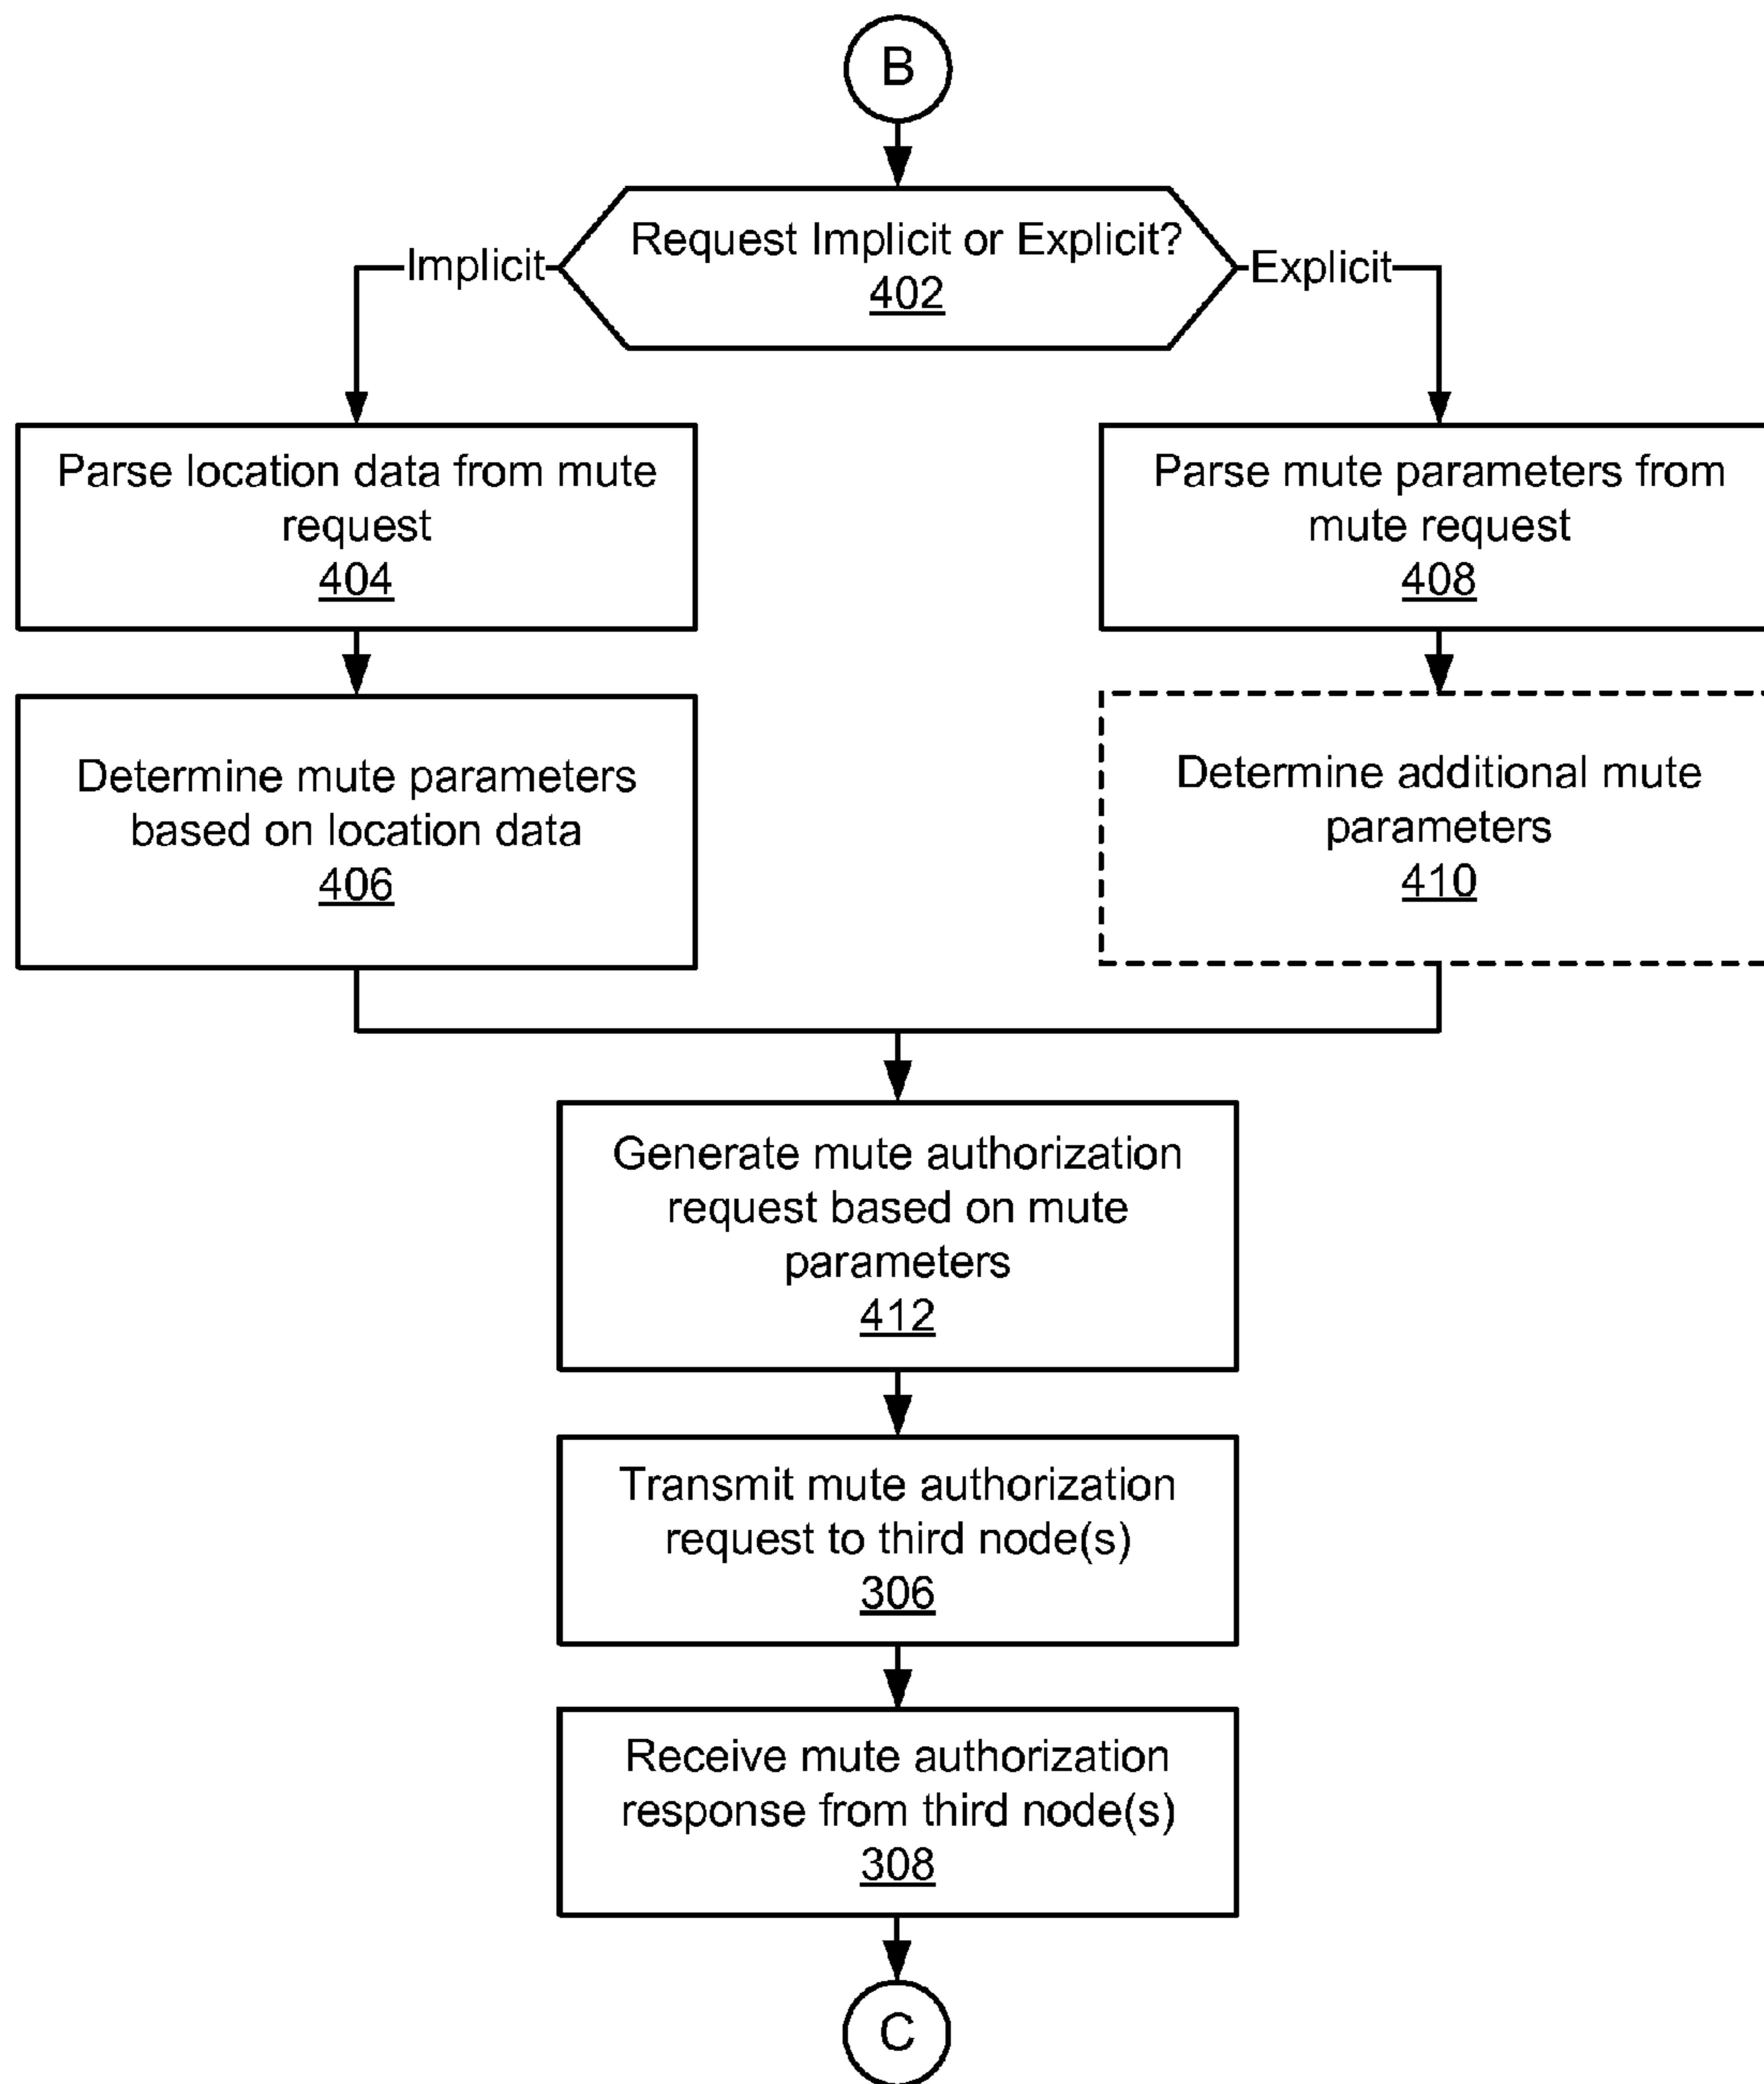 B
Request Implicit or Explicit?
402
Implicit
Explicit
Parse location data from mute
request
404
Parse mute parameters from
mute request
408
Determine mute parameters
based on location data
406
Determine additional mute
parameters
410
Generate mute authorization
request based on mute
parameters
412
Transmit mute authorization
request to third node(s)
306
Receive mute authorization
response from third node(s)
308
C